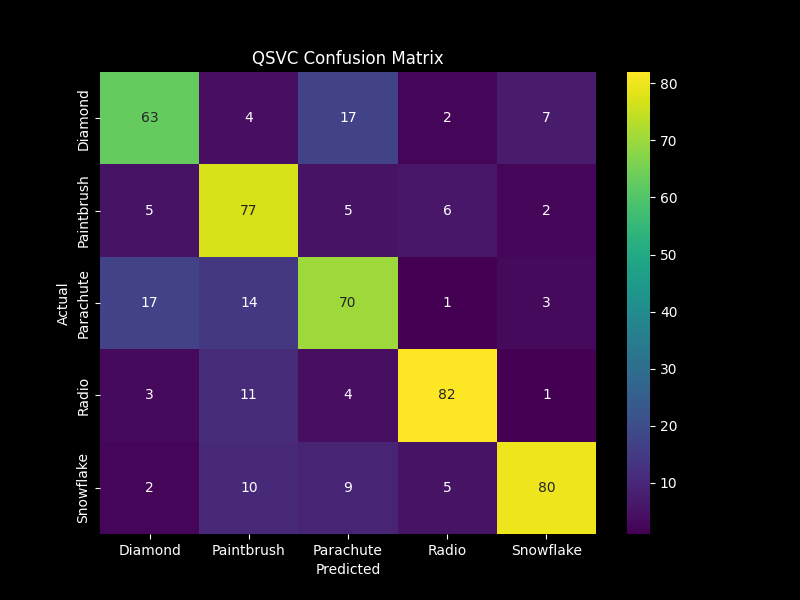 QSVC Confusion Matrix
Actual
Diamond 63 4 17 2 7
Paintbrush 5 77 5 6 2
Parachute 17 14 70 1 3
Radio 3 11 4 82 1
Snowflake 2 10 9 5 80
Diamond Paintbrush Parachute Radio Snowflake
Predicted
80
70
60
50
40
30
20
10